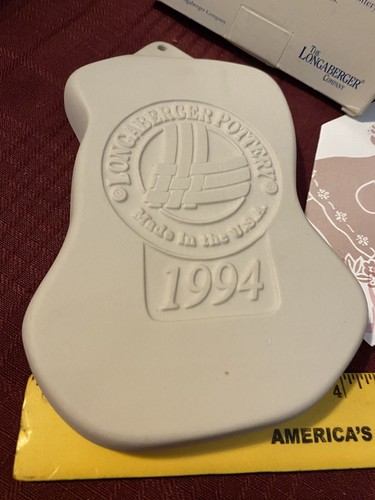 THE
LONGABERGER®
COMPANY
LONGABERGER POTTERY
Made in the U.S.A.
1994
4
AMERICA'S